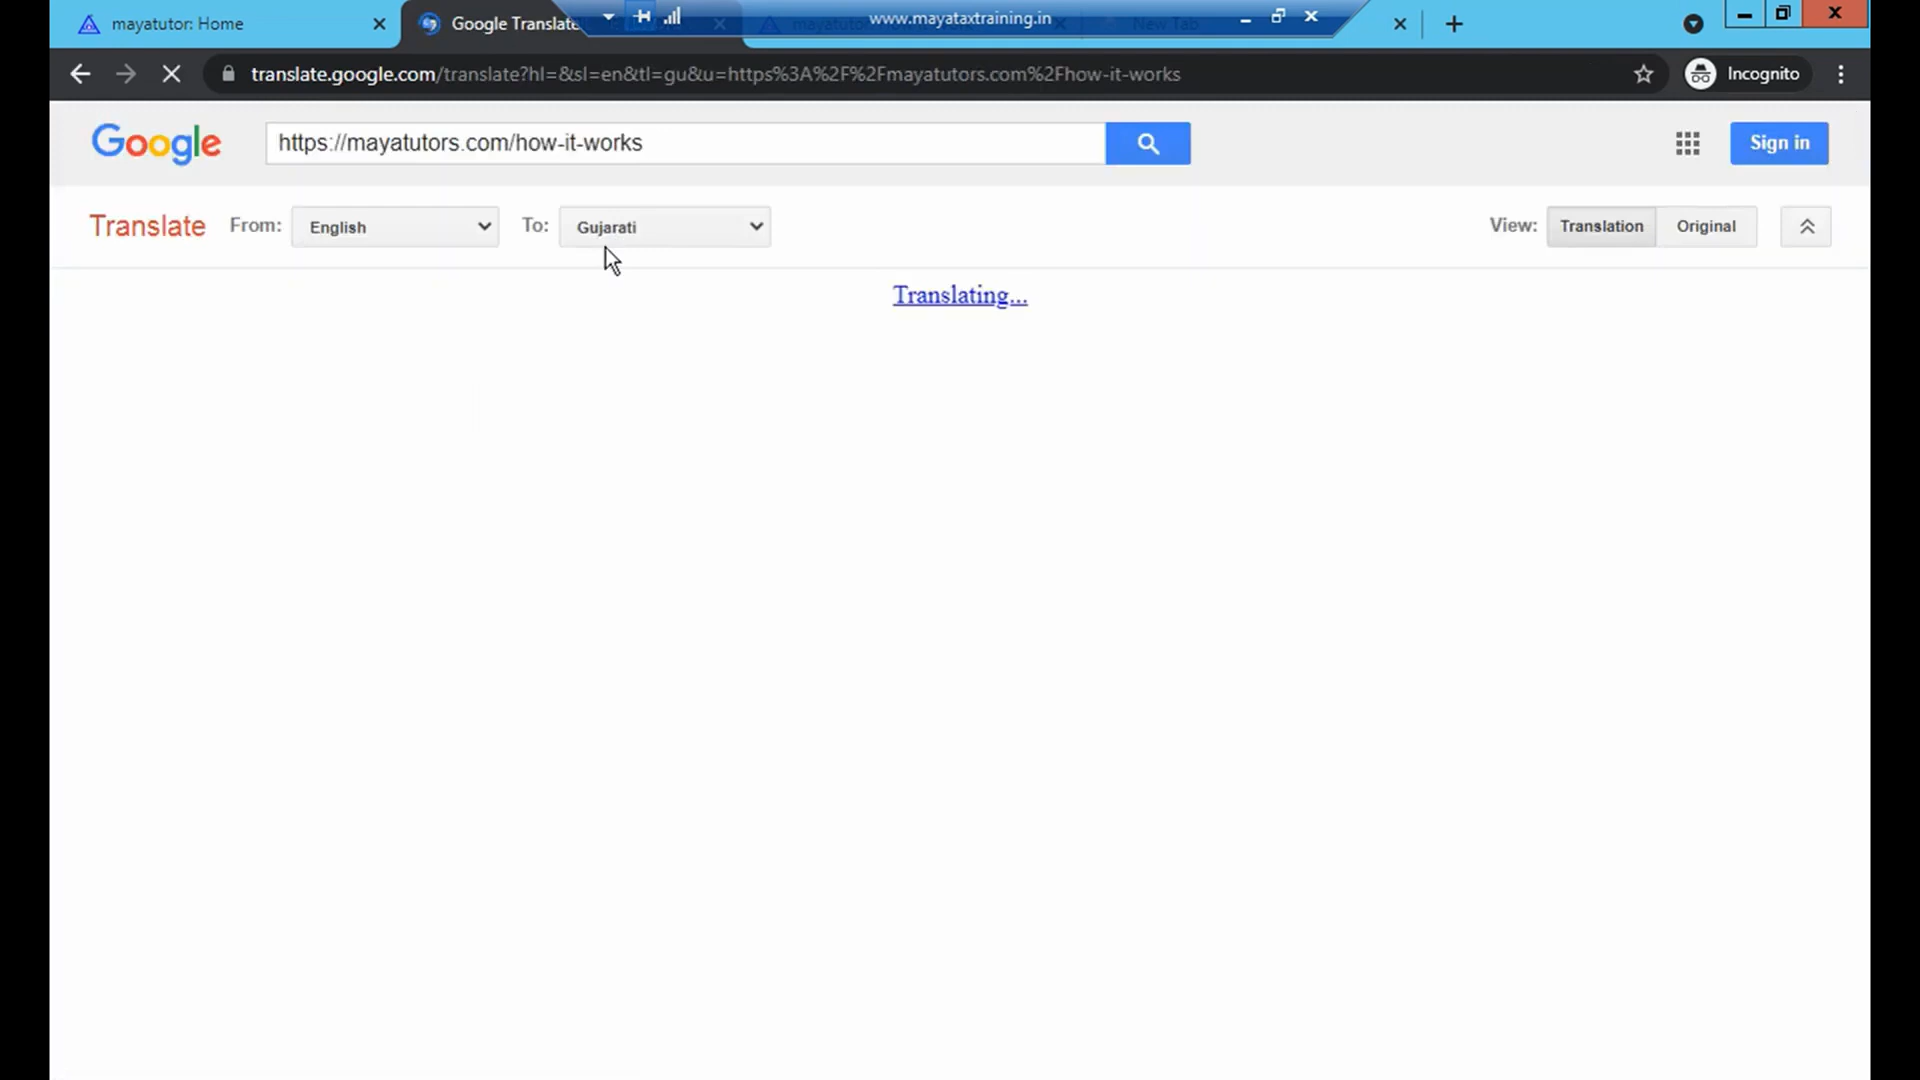 mayatutor: Home
Google Translate
www.mayataxtraining.in
New Tab
translate.google.com/translate?hl=&sl=en&tl=gu&u=https%3A%2F%2Fmayatutors.com%2Fhow-it-works
Incognito
Google
https://mayatutors.com/how-it-works
Sign in
Translate
From:
English
To:
Gujarati
View:
Translation
Original
Translating...